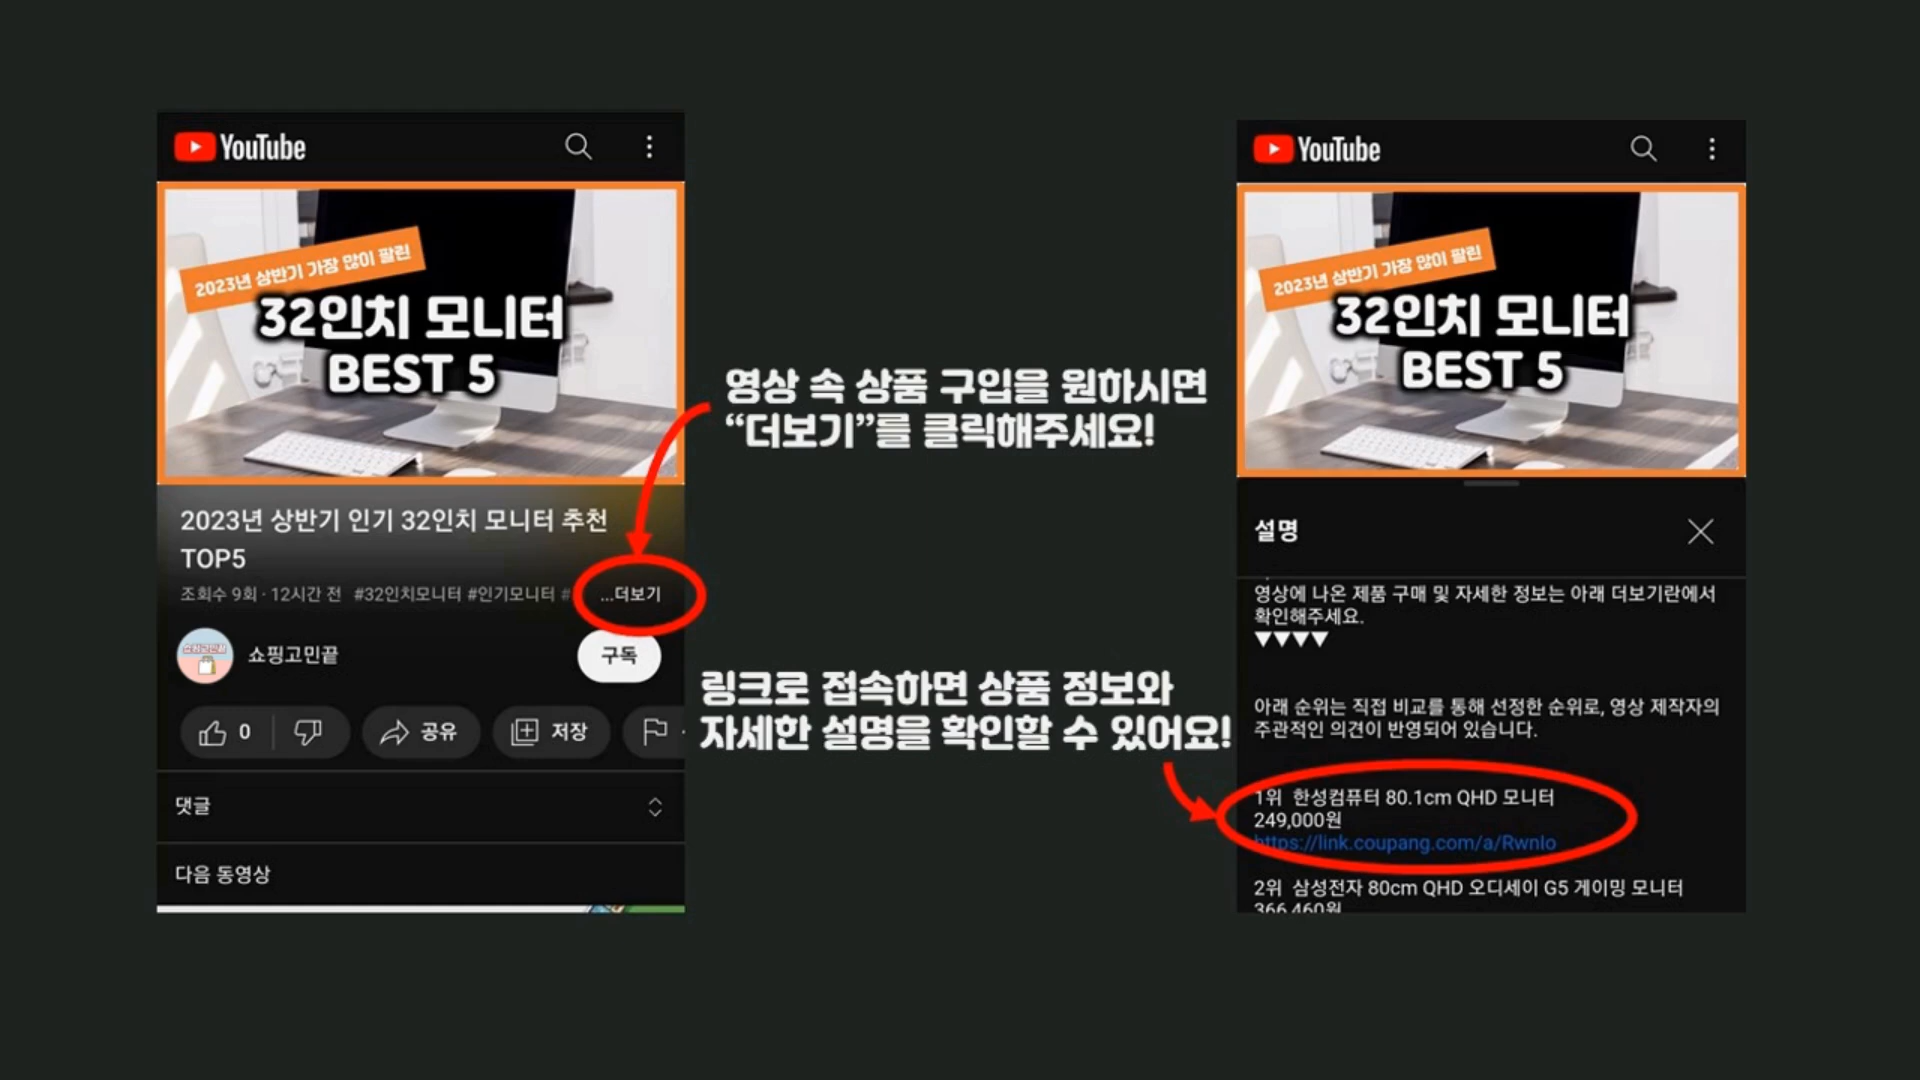 YouTube
2023년 상반기 가장 많이 팔린
32인치 모니터
BEST 5
2023년 상반기 인기 32인치 모니터 추천
TOP5
조회수 9회 · 12시간 전 #32인치모니터 #인기모니터 # ...더보기
쇼핑고민끝
쇼핑고민끝
구독
0
공유
저장
댓글
다음 동영상
영상 속 상품 구입을 원하시면
“더보기”를 클릭해주세요!
링크로 접속하면 상품 정보와
자세한 설명을 확인할 수 있어요!
YouTube
2023년 상반기 가장 많이 팔린
32인치 모니터
BEST 5
설명
영상에 나온 제품 구매 및 자세한 정보는 아래 더보기란에서
확인해주세요.
▼▼▼▼
아래 순위는 직접 비교를 통해 선정한 순위로, 영상 제작자의
주관적인 의견이 반영되어 있습니다.
1위 한성컴퓨터 80.1cm QHD 모니터
249,000원
https://link.coupang.com/a/Rwnlo
2위 삼성전자 80cm QHD 오디세이 G5 게이밍 모니터
366,460원